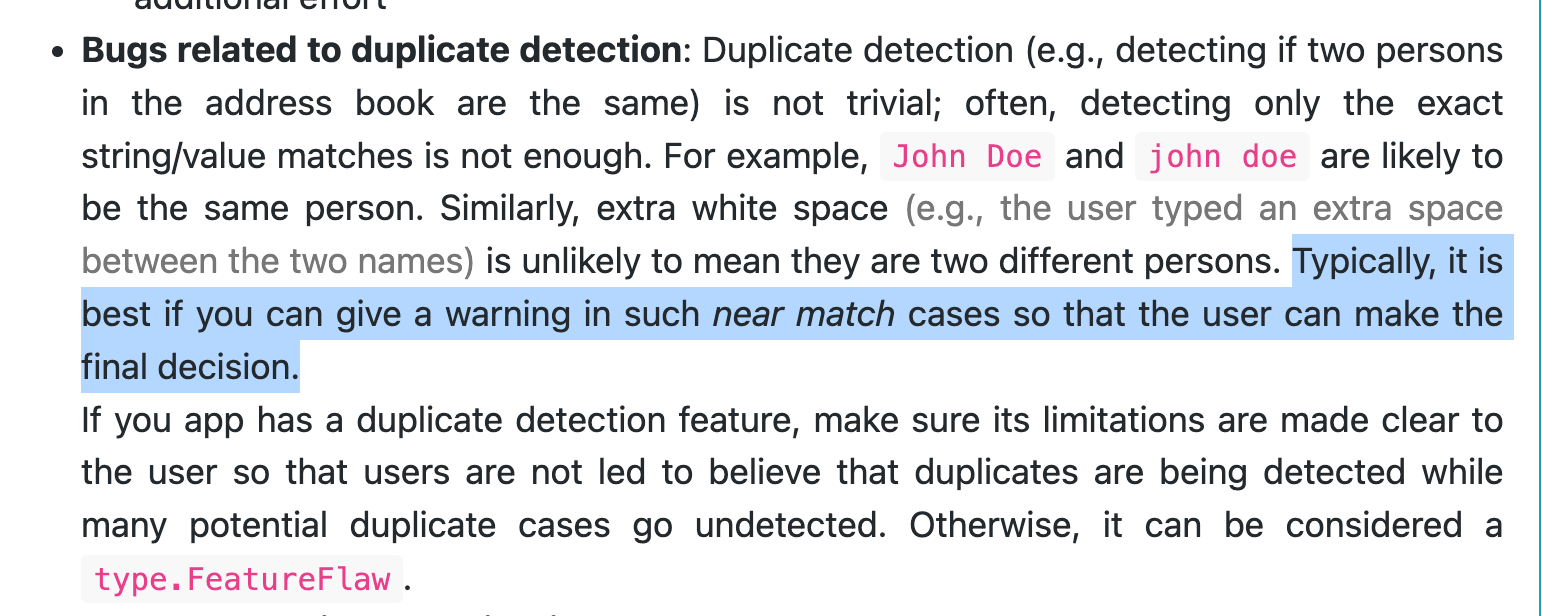 additional effort
• Bugs related to duplicate detection: Duplicate detection (e.g., detecting if two persons
in the address book are the same) is not trivial; often, detecting only the exact
string/value matches is not enough. For example, John Doe and john doe are likely to
be the same person. Similarly, extra white space (e.g., the user typed an extra space
between the two names) is unlikely to mean they are two different persons. Typically, it is
best if you can give a warning in such near match cases so that the user can make the
final decision.
If you app has a duplicate detection feature, make sure its limitations are made clear to
the user so that users are not led to believe that duplicates are being detected while
many potential duplicate cases go undetected. Otherwise, it can be considered a
type.FeatureFlaw.